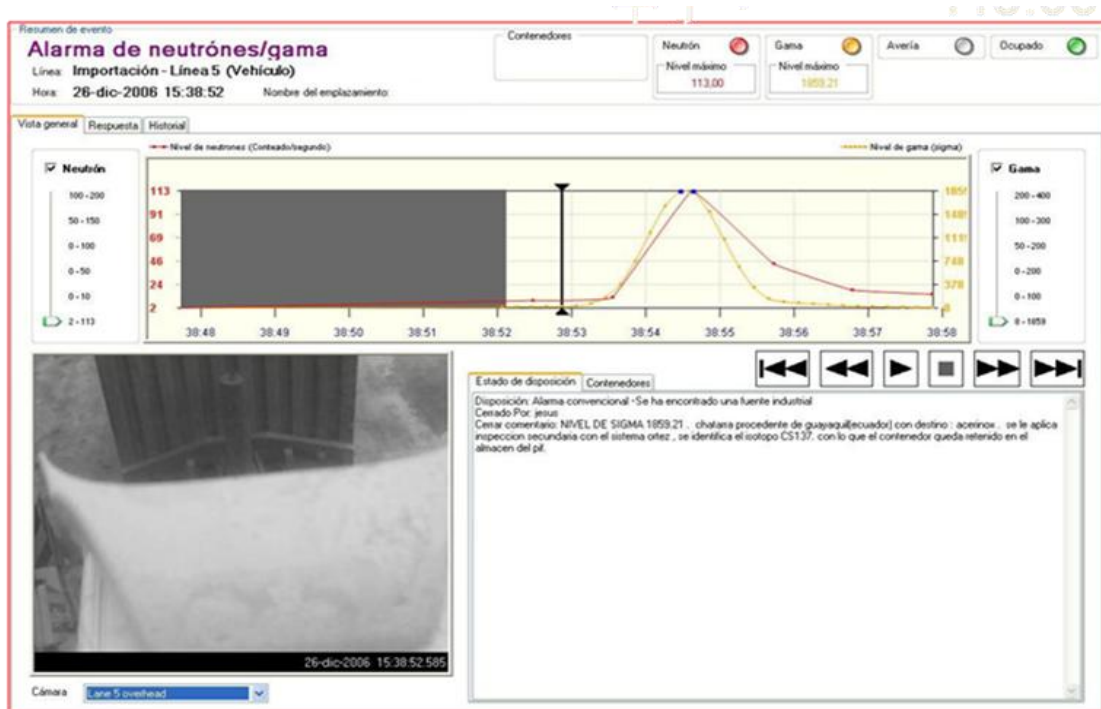 Resumen de evento
Alarma de neutrónes/gama
Línea: Importación - Línea 5 (Vehículo)
Hora: 26-dic-2006 15:38:52 Nombre del emplazamiento:
Contenedores
Neutrón
Nivel máximo
113,00
Gama
Nivel máximo
1859.21
Avería
Ocupado
Vista general Respuesta Historial
Nivel de neutrones (Conteado/segundo) Nivel de gama (sigma)
Neutrón
100-200
50-150
0-100
0-50
0-10
2-113
113
91
69
46
24
2
1859
1489
1119
748
378
8
38:48 38:49 38:50 38:51 38:52 38:53 38:54 38:55 38:56 38:57 38:58
Gama
200-400
100-300
50-200
0-200
0-100
8-1859
26-dic-2006 15:38:52.585
Cámara Lane 5 overhead
Estado de disposición Contenedores
Disposición: Alarma convencional -Se ha encontrado una fuente industrial
Cerrado Por: jesus
Cerrar comentario: NIVEL DE SIGMA 1859.21 , chatarra procedente de guayaquil(ecuador) con destino : acerinox . se le aplica
inspeccion secundaria con el sistema ortez , se identifica el isotopo CS137. con lo que el contenedor queda retenido en el
almacen del pif.